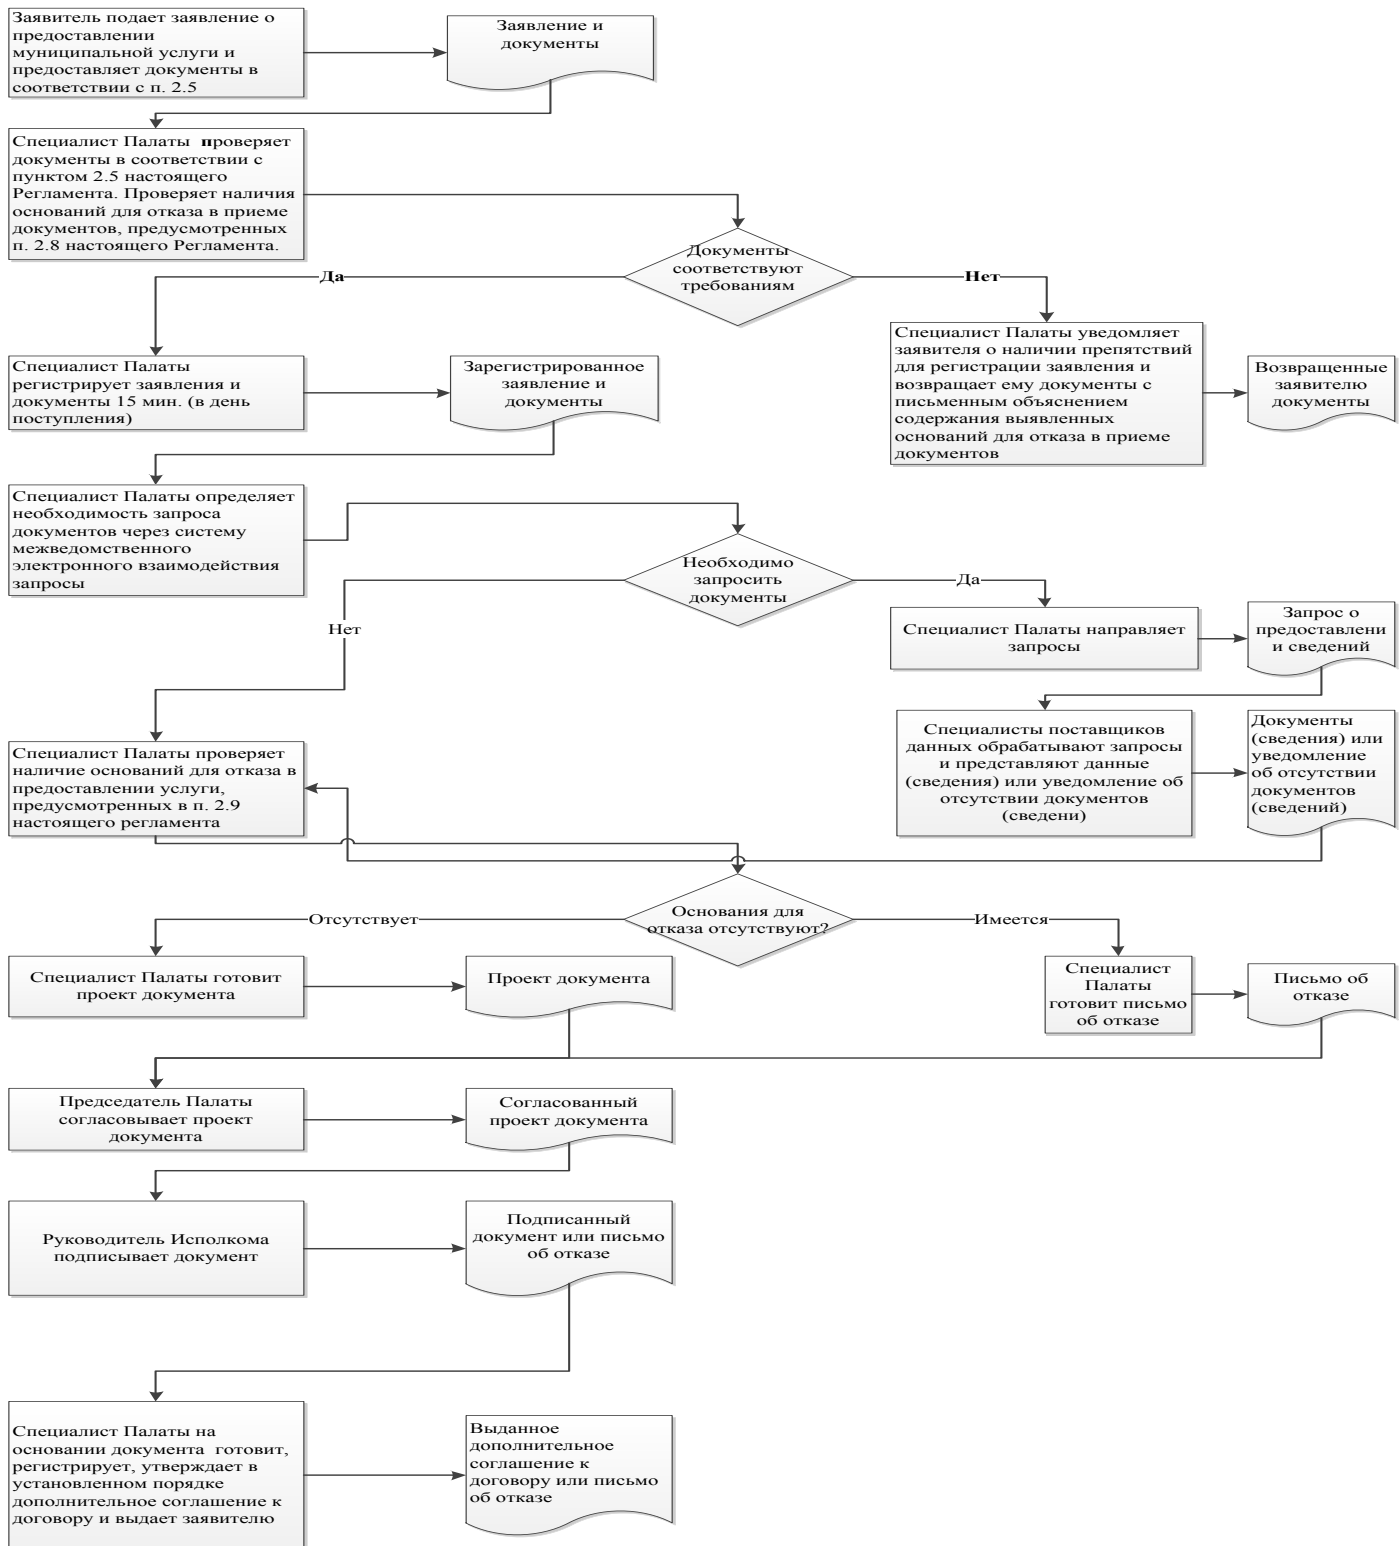 Заявитель подает заявление о
предоставлении
муниципальной услуги и
предоставляет документы в
соответствии с п. 2.5
Заявление и
документы
Специалист Палаты проверяет
документы в соответствии с
пунктом 2.5 настоящего
Регламента. Проверяет наличия
оснований для отказа в приеме
документов, предусмотренных
п. 2.8 настоящего Регламента.
Документы
соответствуют
требованиям
Да
Нет
Специалист Палаты
регистрирует заявления и
документы 15 мин. (в день
поступления)
Зарегистрированное
заявление и
документы
Специалист Палаты уведомляет
заявителя о наличии препятствий
для регистрации заявления и
возвращает ему документы с
письменным объяснением
содержания выявленных
оснований для отказа в приеме
документов
Возвращенные
заявителю
документы
Специалист Палаты определяет
необходимость запроса
документов через систему
межведомственного
электронного взаимодействия
запросы
Необходимо
запросить
документы
Да
Нет
Специалист Палаты направляет
запросы
Запрос о
предоставлени
и сведений
Специалисты поставщиков
данных обрабатывают запросы
и представляют данные
(сведения) или уведомление об
отсутствии документов
(сведени)
Документы
(сведения) или
уведомление
об отсутствии
документов
(сведений)
Специалист Палаты проверяет
наличие оснований для отказа в
предоставлении услуги,
предусмотренных в п. 2.9
настоящего регламента
Основания для
отказа отсутствуют?
Отсутствует
Имеется
Специалист Палаты готовит
проект документа
Проект документа
Специалист
Палаты
готовит письмо
об отказе
Письмо об
отказе
Председатель Палаты
согласовывает проект
документа
Согласованный
проект документа
Руководитель Исполкома
подписывает документ
Подписанный
документ или письмо
об отказе
Специалист Палаты на
основании документа готовит,
регистрирует, утверждает в
установленном порядке
дополнительное соглашение к
договору и выдает заявителю
Выданное
дополнительное
соглашение к
договору или письмо
об отказе